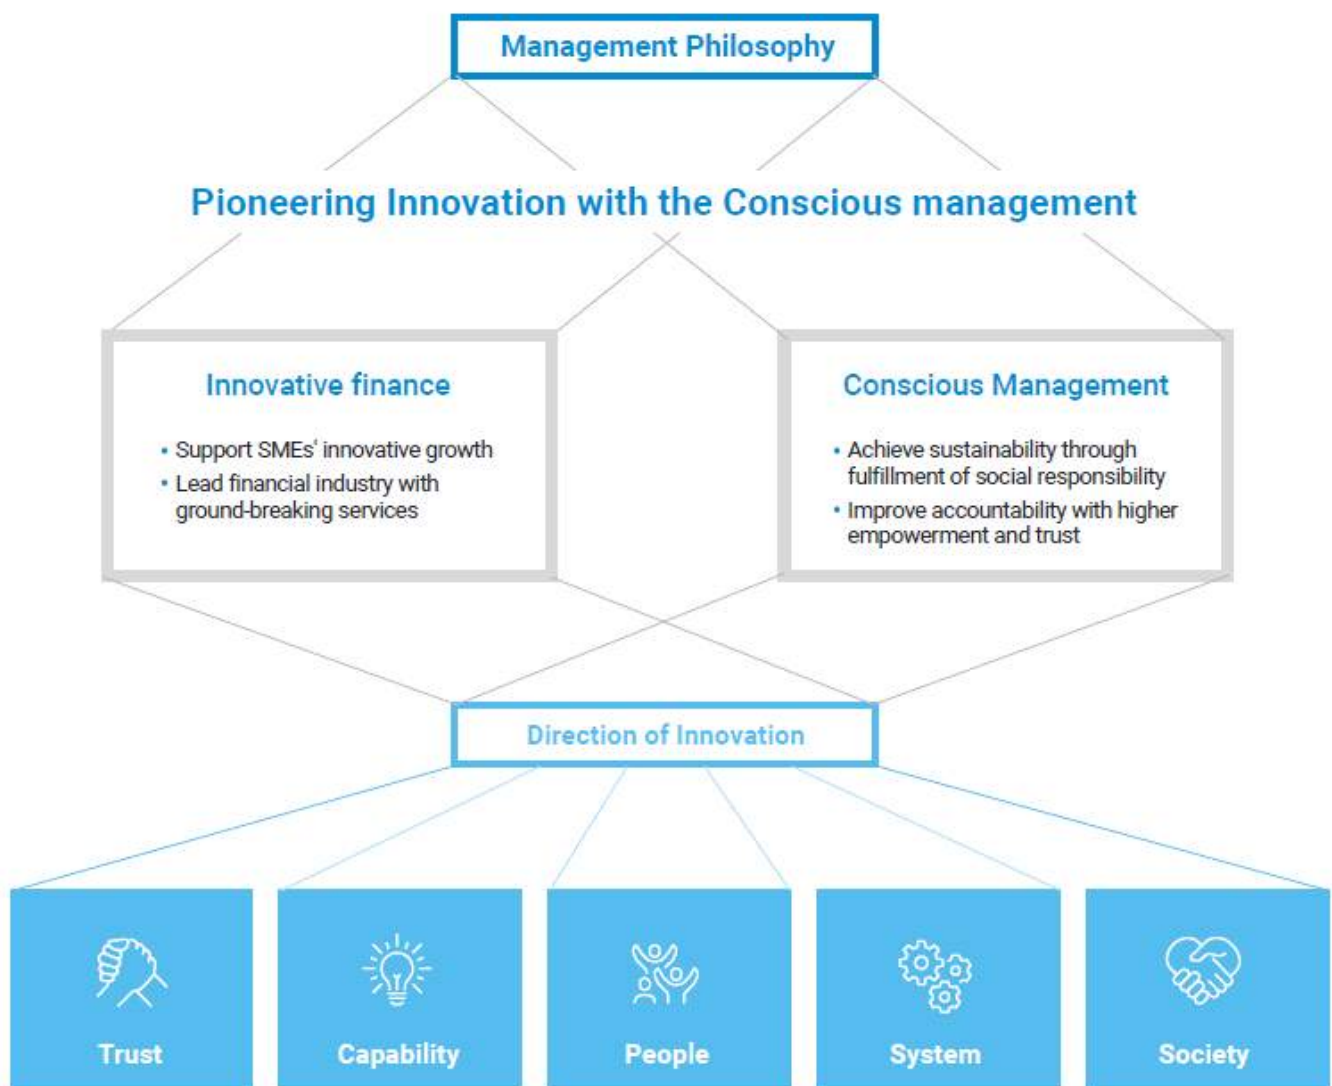 Management Philosophy
Pioneering Innovation with the Conscious management
Innovative finance
• Support SMEs‘ innovative growth
• Lead financial industry with
ground-breaking services
Conscious Management
• Achieve sustainability through
fulfillment of social responsibility
• Improve accountability with higher
empowerment and trust
Direction of Innovation
Trust
Capability
People
System
Society